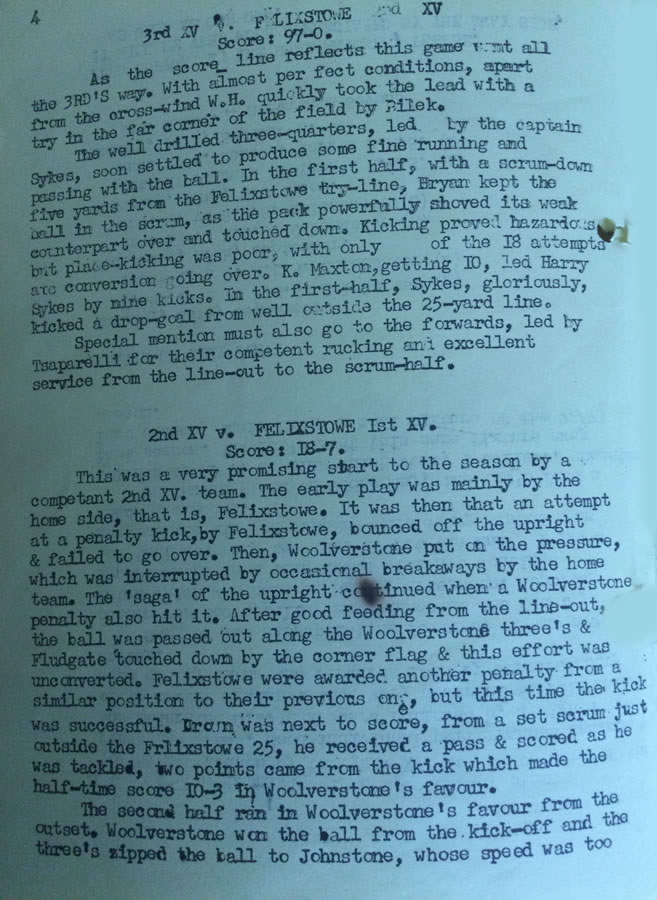 4
3rd XV v. FELIXSTOWE 2nd XV
Score: 97-0.
As the score line reflects this game went all
the 3RD'S way. With almost per fect conditions, apart
from the cross-wind W.H. quickly took the lead with a
try in the far corner of the field by Bilek.
The well drilled three-quarters, led by the captain
Sykes, soon settled to produce some fine running and
passing with the ball. In the first half, with a scrum-down
five yards from the Felixstowe try-line, Bryan kept the
ball in the scrum, as the pack powerfully shoved its weak
counterpart over and touched down. Kicking proved hazardous
but place-kicking was poor, with only of the I8 attempts
at conversion going over. K. Maxton,getting IO, led Harry
Sykes by nine kicks. In the first-half, Sykes, gloriously,
kicked a drop-goal from well outside the 25-yard line.
Special mention must also go to the forwards, led by
Tsaparelli for their competent rucking and excellent
service from the line-out to the scrum-half.
2nd XV v. FELIXSTOWE Ist XV.
Score: I8-7.
This was a very promising start to the season by a
competant 2nd XV. team. The early play was mainly by the
home side, that is, Felixstowe. It was then that an attempt
at a penalty kick,by Felixstowe, bounced off the upright
& failed to go over. Then, Woolverstone put on the pressure,
which was interrupted by occasional breakaways by the home
team. The 'saga' of the upright continued when a Woolverstone
penalty also hit it. After good feeding from the line-out,
the ball was passed out along the Woolverstone three's &
Fludgate touched down by the corner flag & this effort was
unconverted. Felixstowe were awarded another penalty from a
similar position to their previous one, but this time the kick
was successful. was next to score, from a set scrum just
outside the Frlixstowe 25, he received a pass & scored as he
was tackled, two points came from the kick which made the
half-time score IO-3 in Woolverstone's favour.
The second half ran in Woolverstone's favour from the
outset. Woolverstone won the ball from the kick-off and the
three's zipped the ball to Johnstone, whose speed was too